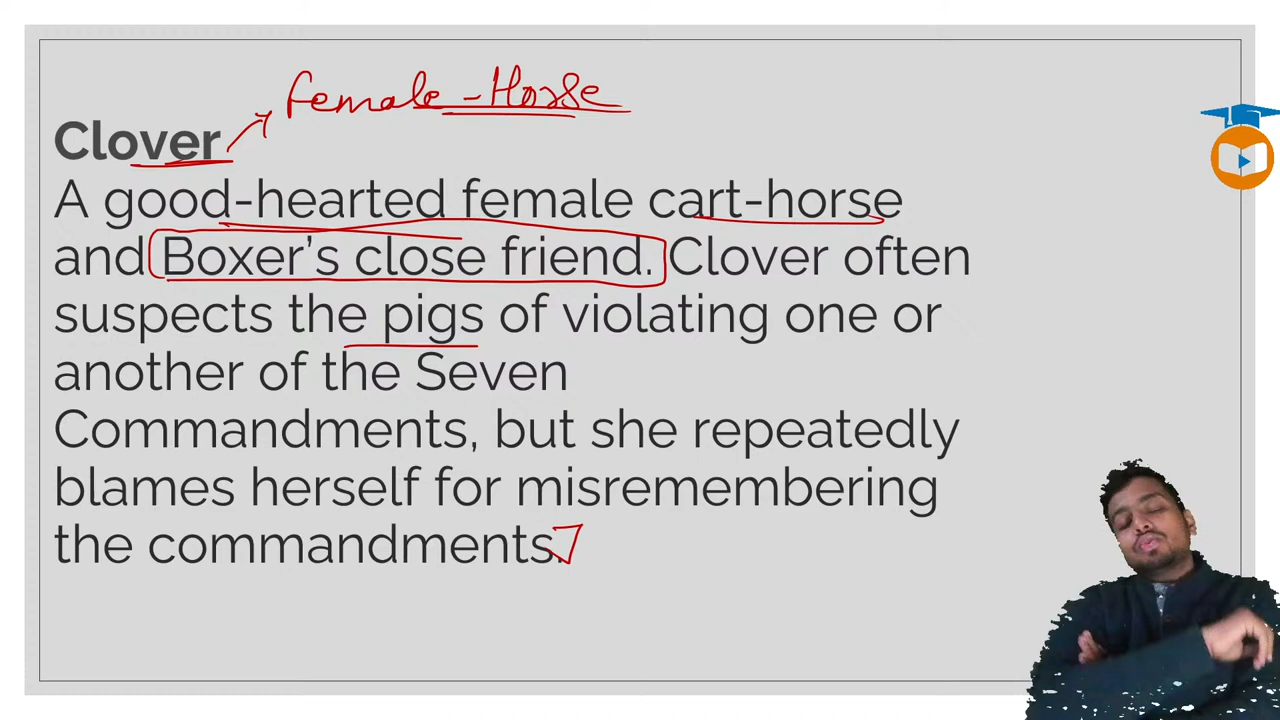 female - Horse
Clover
A good-hearted female cart-horse
and Boxer's close friend. Clover often
suspects the pigs of violating one or
another of the Seven
Commandments, but she repeatedly
blames herself for misremembering
the commandments.